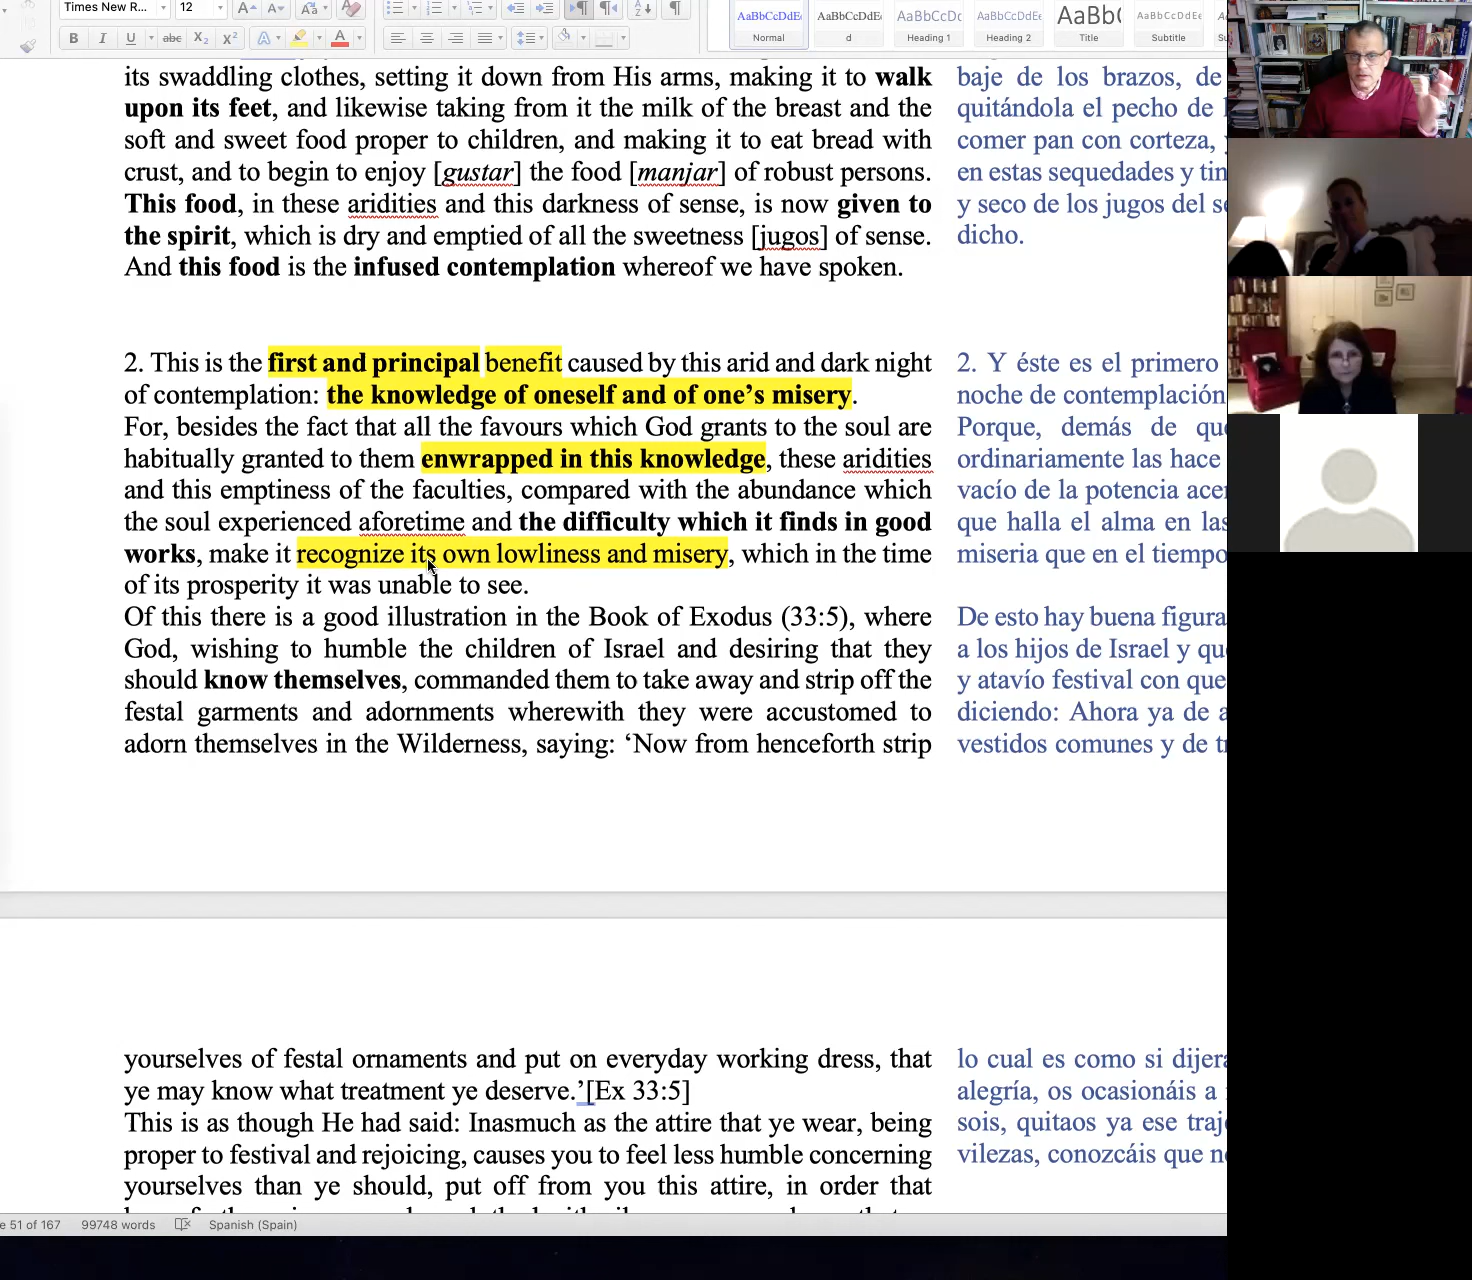 Times New R... 12 A A Aa A
AaBbCcDdE AaBbCcDdEe AaBbCcDc AaBbCcDdEe AaBb( AaBbCcDdEe
B I U abc X2 X2 A A
Normal d Heading 1 Heading 2 Title Subtitle
its swaddling clothes, setting it down from His arms, making it to walk
upon its feet, and likewise taking from it the milk of the breast and the
soft and sweet food proper to children, and making it to eat bread with
crust, and to begin to enjoy [gustar] the food [manjar] of robust persons.
This food, in these aridities and this darkness of sense, is now given to
the spirit, which is dry and emptied of all the sweetness [jugos] of sense.
And this food is the infused contemplation whereof we have spoken.
2. This is the first and principal benefit caused by this arid and dark night
of contemplation: the knowledge of oneself and of one’s misery.
For, besides the fact that all the favours which God grants to the soul are
habitually granted to them enwrapped in this knowledge, these aridities
and this emptiness of the faculties, compared with the abundance which
the soul experienced aforetime and the difficulty which it finds in good
works, make it recognize its own lowliness and misery, which in the time
of its prosperity it was unable to see.
Of this there is a good illustration in the Book of Exodus (33:5), where
God, wishing to humble the children of Israel and desiring that they
should know themselves, commanded them to take away and strip off the
festal garments and adornments wherewith they were accustomed to
adorn themselves in the Wilderness, saying: ‘Now from henceforth strip
yourselves of festal ornaments and put on everyday working dress, that
ye may know what treatment ye deserve.’[Ex 33:5]
This is as though He had said: Inasmuch as the attire that ye wear, being
proper to festival and rejoicing, causes you to feel less humble concerning
yourselves than ye should, put off from you this attire, in order that
baje de los brazos, de
quitándola el pecho de
comer pan con corteza,
en estas sequedades y tin
y seco de los jugos del se
dicho.
2. Y éste es el primero
noche de contemplación
Porque, demás de qu
ordinariamente las hace
vacío de la potencia acer
que halla el alma en las
miseria que en el tiempo
De esto hay buena figura
a los hijos de Israel y qu
y atavío festival con que
diciendo: Ahora ya de a
vestidos comunes y de tr
lo cual es como si dijera
alegría, os ocasionáis a
sois, quitaos ya ese traj
vilezas, conozcáis que n
e 51 of 167 99748 words Spanish (Spain)